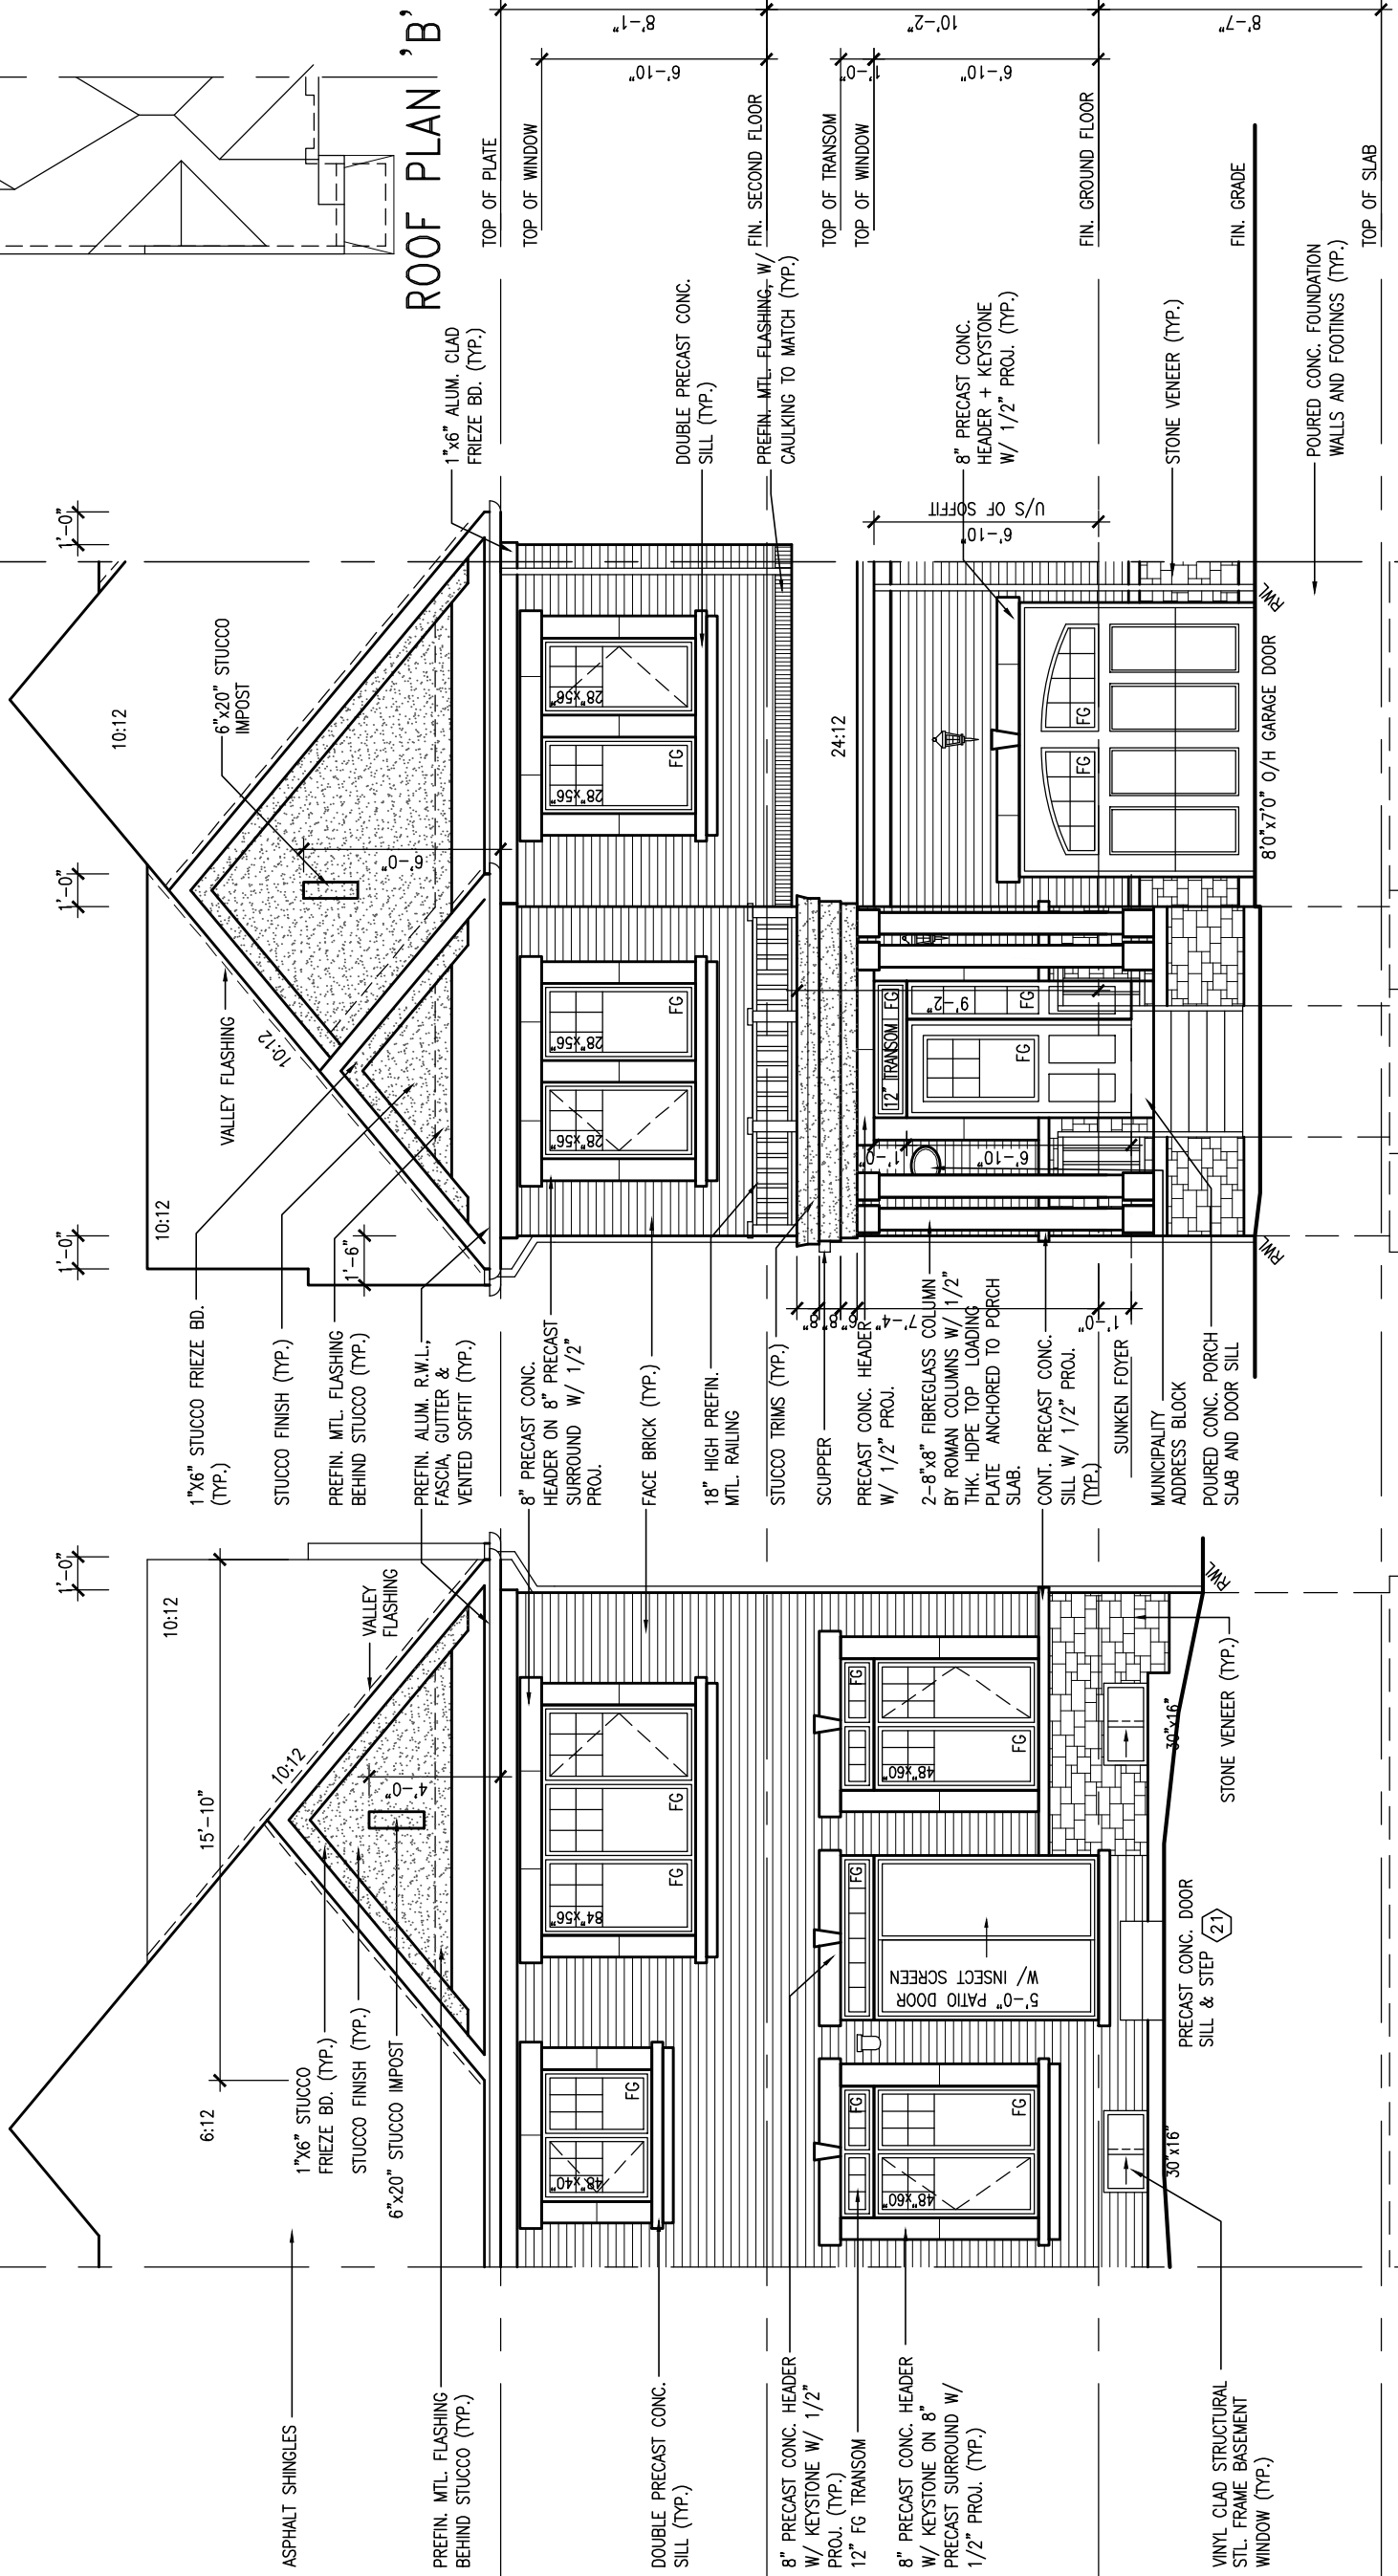 ROOF PLAN 'B'
TOP OF PLATE
TOP OF WINDOW
FIN. SECOND FLOOR
TOP OF TRANSOM
TOP OF WINDOW
FIN. GROUND FLOOR
FIN. GRADE
TOP OF SLAB
8'-1"
6'-10"
10'-2"
1'-0"
6'-10"
8'-7"
1"x6" ALUM. CLAD
FRIEZE BD. (TYP.)
DOUBLE PRECAST CONC.
SILL (TYP.)
PREFIN. MTL. FLASHING, W/
CAULKING TO MATCH (TYP.)
8" PRECAST CONC.
HEADER + KEYSTONE
W/ 1/2" PROJ. (TYP.)
STONE VENEER (TYP.)
POURED CONC. FOUNDATION
WALLS AND FOOTINGS (TYP.)
1'-0"
1'-0"
1'-0"
10:12
6"x20" STUCCO
IMPOST
6'-0"
VALLEY FLASHING
10:12
10:12
1'-6"
28"x56"
28"x56"
FG
28"x56"
28"x56"
FG
24:12
6'-10"
U/S OF SOFFIT
FG
FG
8'0"x7'0" O/H GARAGE DOOR
RWL
12" TRANSOM
FG
9'-2"
FG
FG
1'-0"
6'-10"
RWL
8"
8"
6"
7'-4"
1'-0"
1"X6" STUCCO FRIEZE BD.
(TYP.)
STUCCO FINISH (TYP.)
PREFIN. MTL. FLASHING
BEHIND STUCCO (TYP.)
PREFIN. ALUM. R.W.L.,
FASCIA, GUTTER &
VENTED SOFFIT (TYP.)
8" PRECAST CONC.
HEADER ON 8" PRECAST
SURROUND W/ 1/2"
PROJ.
FACE BRICK (TYP.)
18" HIGH PREFIN.
MTL. RAILING
STUCCO TRIMS (TYP.)
SCUPPER
PRECAST CONC. HEADER
W/ 1/2" PROJ.
2-8"x8" FIBREGLASS COLUMN
BY ROMAN COLUMNS W/ 1/2"
THK. HDPE TOP LOADING
PLATE ANCHORED TO PORCH
SLAB.
CONT. PRECAST CONC.
SILL W/ 1/2" PROJ.
(TYP.)
SUNKEN FOYER
MUNICIPALITY
ADDRESS BLOCK
POURED CONC. PORCH
SLAB AND DOOR SILL
1'-0"
10:12
VALLEY
FLASHING
15'-10"
10:12
4'-0"
6:12
1"X6" STUCCO
FRIEZE BD. (TYP.)
STUCCO FINISH (TYP.)
6"x20" STUCCO IMPOST
84"x56"
FG
FG
48"x40"
FG
FG
48"x60"
FG
FG
5'-0" PATIO DOOR
W/ INSECT SCREEN
FG
48"x60"
FG
RWL
30"x16"
30"x16"
STONE VENEER (TYP.)
PRECAST CONC. DOOR
SILL & STEP 21
ASPHALT SHINGLES
PREFIN. MTL. FLASHING
BEHIND STUCCO (TYP.)
DOUBLE PRECAST CONC.
SILL (TYP.)
8" PRECAST CONC. HEADER
W/ KEYSTONE W/ 1/2"
PROJ. (TYP.)
12" FG TRANSOM
8" PRECAST CONC. HEADER
W/ KEYSTONE ON 8"
PRECAST SURROUND W/
1/2" PROJ. (TYP.)
VINYL CLAD STRUCTURAL
STL. FRAME BASEMENT
WINDOW (TYP.)